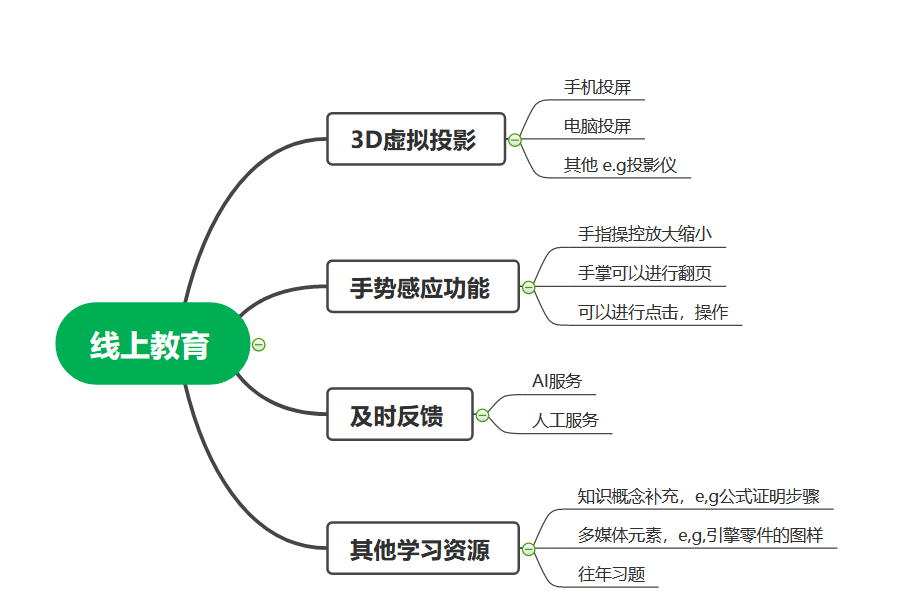 线上教育
3D虚拟投影
手机投屏
电脑投屏
其他 e.g投影仪
手势感应功能
手指操控放大缩小
手掌可以进行翻页
可以进行点击，操作
及时反馈
AI服务
人工服务
其他学习资源
知识概念补充，e,g公式证明步骤
多媒体元素，e,g,引擎零件的图样
往年习题